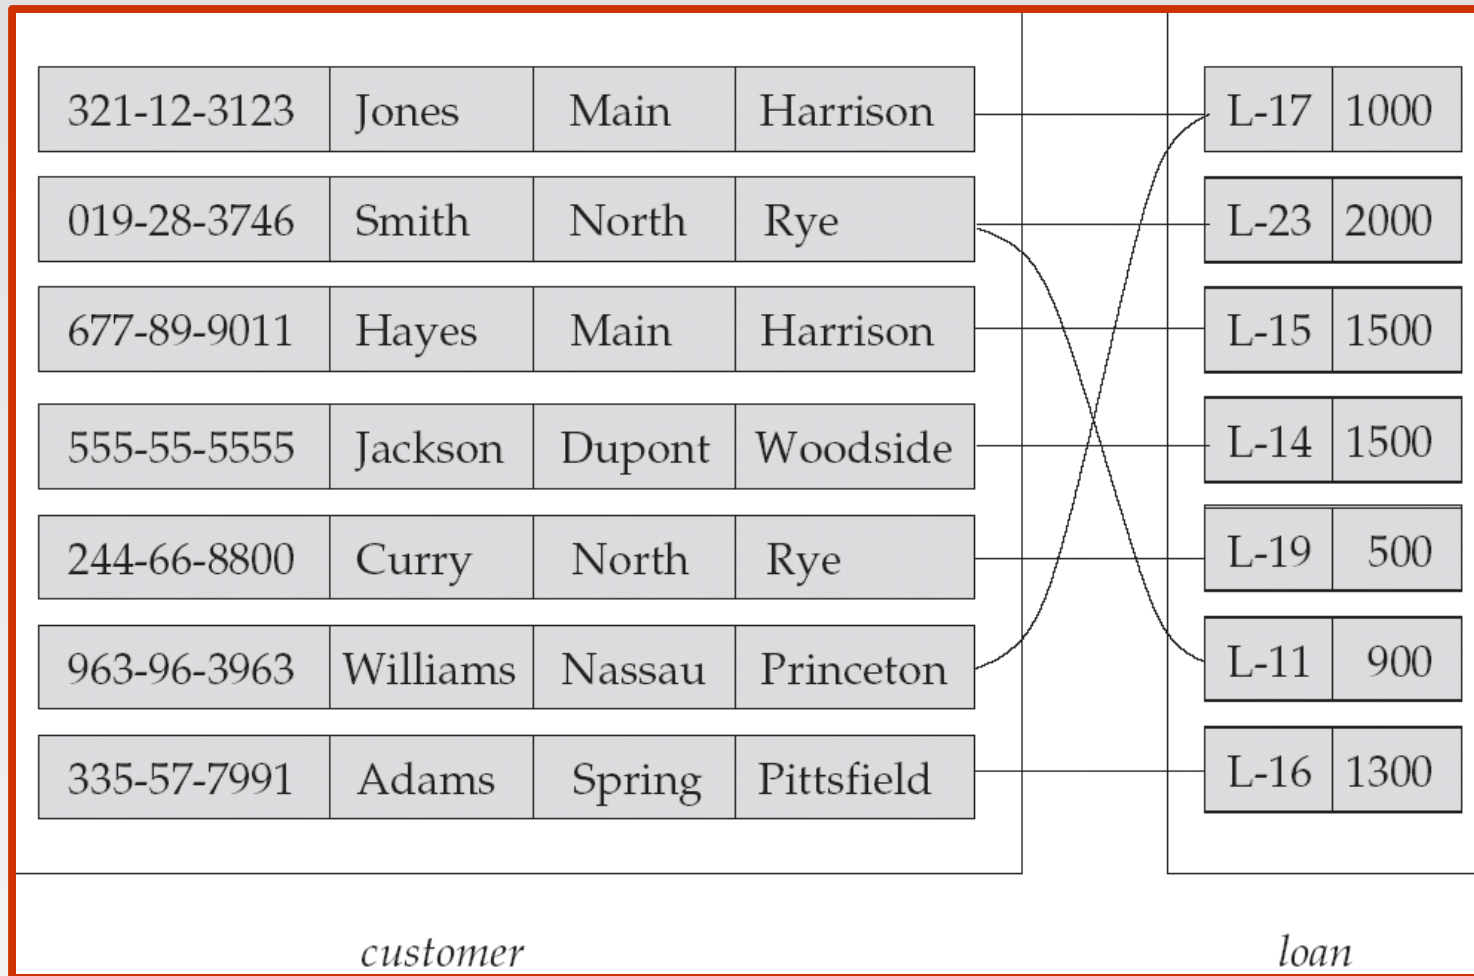 321-12-3123 Jones Main Harrison L-17 1000
019-28-3746 Smith North Rye L-23 2000
677-89-9011 Hayes Main Harrison L-15 1500
555-55-5555 Jackson Dupont Woodside L-14 1500
244-66-8800 Curry North Rye L-19 500
963-96-3963 Williams Nassau Princeton L-11 900
335-57-7991 Adams Spring Pittsfield L-16 1300
customer loan